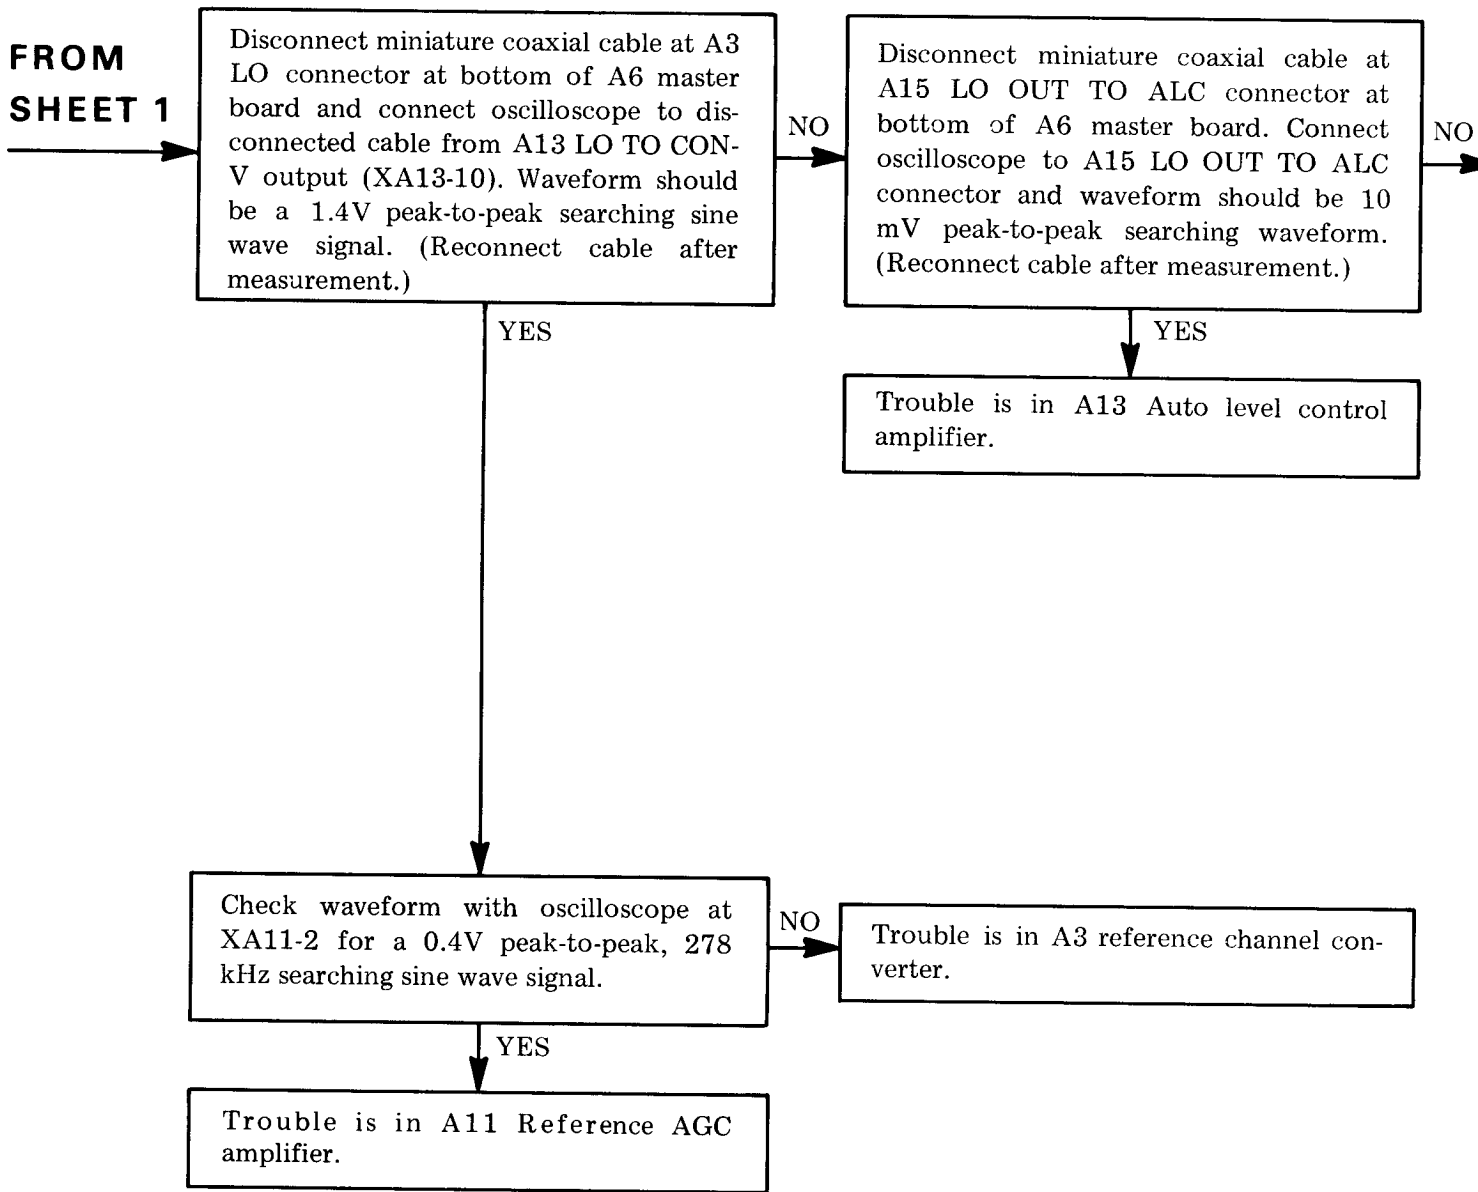 FROM
SHEET 1
Disconnect miniature coaxial cable at A3
LO connector at bottom of A6 master
board and connect oscilloscope to dis-
connected cable from A13 LO TO CON-
V output (XA13-10). Waveform should
be a 1.4V peak-to-peak searching sine
wave signal. (Reconnect cable after
measurement.)
NO
Disconnect miniature coaxial cable at
A15 LO OUT TO ALC connector at
bottom of A6 master board. Connect
oscilloscope to A15 LO OUT TO ALC
connector and waveform should be 10
mV peak-to-peak searching waveform.
(Reconnect cable after measurement.)
NO
YES
YES
Trouble is in A13 Auto level control
amplifier.
Check waveform with oscilloscope at
XA11-2 for a 0.4V peak-to-peak, 278
kHz searching sine wave signal.
NO
Trouble is in A3 reference channel con-
verter.
YES
Trouble is in A11 Reference AGC
amplifier.